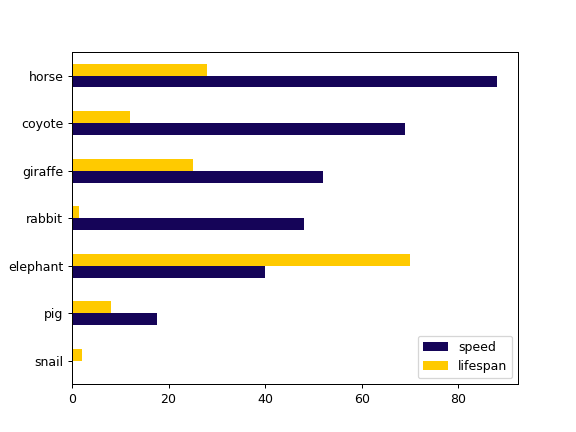 horse
coyote
giraffe
rabbit
elephant
pig
snail
0 20 40 60 80
speed
lifespan